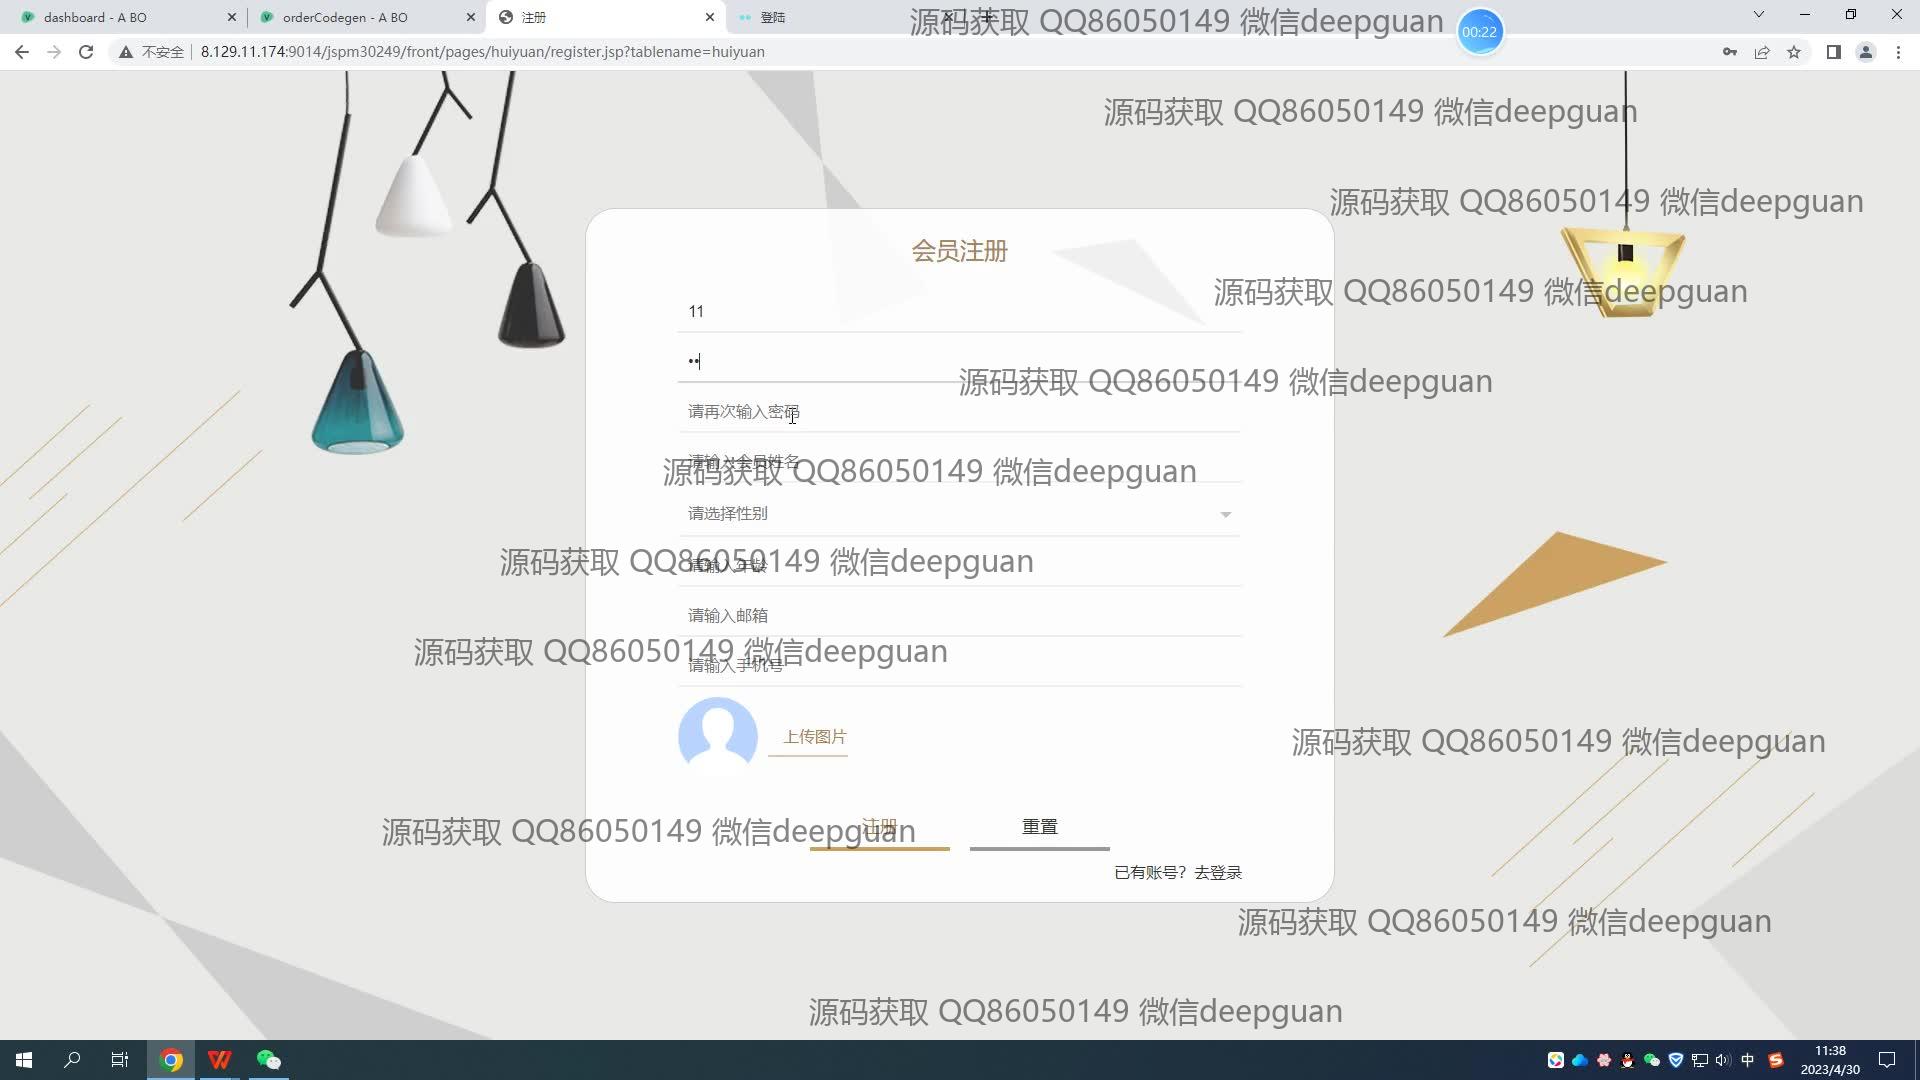 dashboard - A BO
orderCodegen - A BO
注册
登陆
源码获取 QQ86050149 微信deepguan
00:22
不安全
8.129.11.174:9014/jspm30249/front/pages/huiyuan/register.jsp?tablename=huiyuan
源码获取 QQ86050149 微信deepguan
源码获取 QQ86050149 微信deepguan
会员注册
源码获取 QQ86050149 微信deepguan
11
••
源码获取 QQ86050149 微信deepguan
请再次输入密码
请输入会员姓名
源码获取 QQ86050149 微信deepguan
请选择性别
源码获取 QQ86050149 微信deepguan
请输入年龄
请输入邮箱
源码获取 QQ86050149 微信deepguan
请输入手机号
上传图片
源码获取 QQ86050149 微信deepguan
注册
重置
源码获取 QQ86050149 微信deepguan
已有账号？去登录
源码获取 QQ86050149 微信deepguan
源码获取 QQ86050149 微信deepguan
中
11:38
2023/4/30